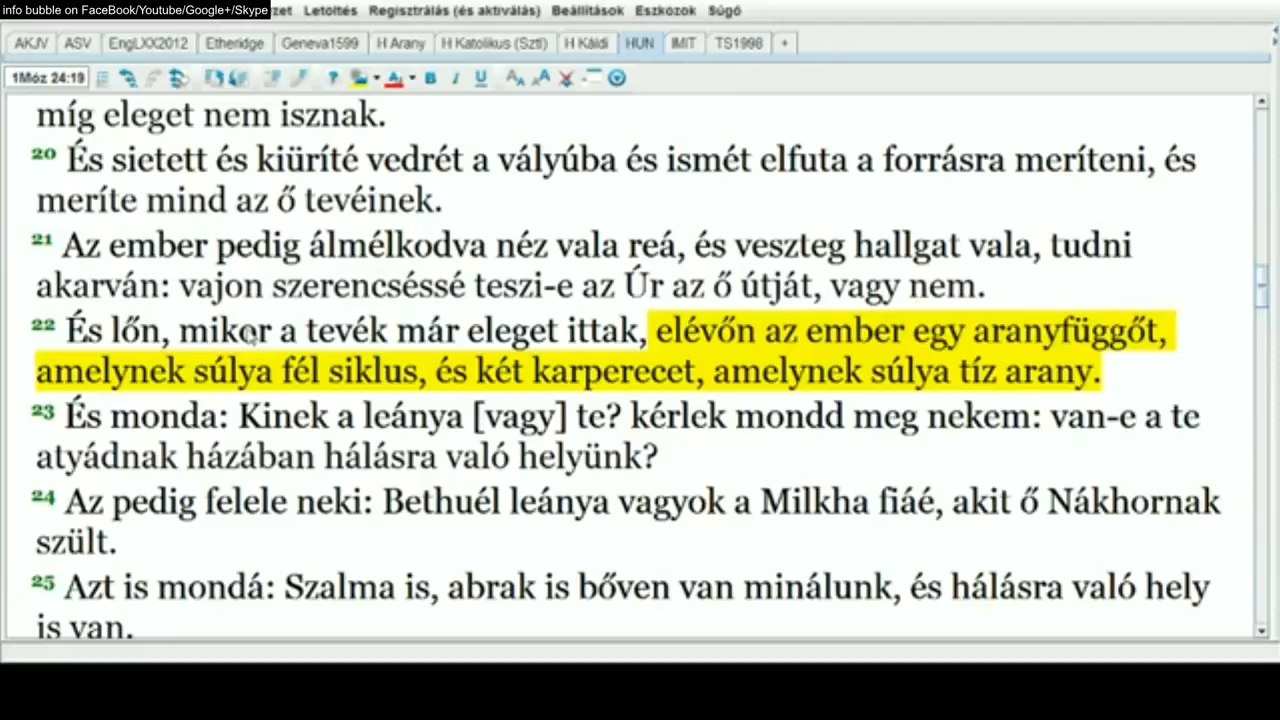 info bubble on FaceBook/Youtube/Google+/Skype zet Letöltés Regisztrálás (és aktiválás) Beállítások Eszközök Súgó
AKJV ASV EnglXX2012 Etheridge Geneva1599 H Arany H Katolikus (SztI) H Káldi HUN IMIT TS1998 +
1Móz 24:19 ? A B I U AA AA
míg eleget nem isznak.
20 És sietett és kiüríté vedrét a vályúba és ismét elfuta a forrásra meríteni, és
meríte mind az ő tevéinek.
21 Az ember pedig álmélkodva néz vala reá, és veszteg hallgat vala, tudni
akarván: vajon szerencséssé teszi-e az Úr az ő útját, vagy nem.
22 És lőn, mikor a tevék már eleget ittak, elévőn az ember egy aranyfüggőt,
amelynek súlya fél siklus, és két karperecet, amelynek súlya tíz arany.
23 És monda: Kinek a leánya [vagy] te? kérlek mondd meg nekem: van-e a te
atyádnak házában hálásra való helyünk?
24 Az pedig felele neki: Bethuél leánya vagyok a Milkha fiáé, akit ő Nákhornak
szült.
25 Azt is mondá: Szalma is, abrak is bőven van minálunk, és hálásra való hely
is van.